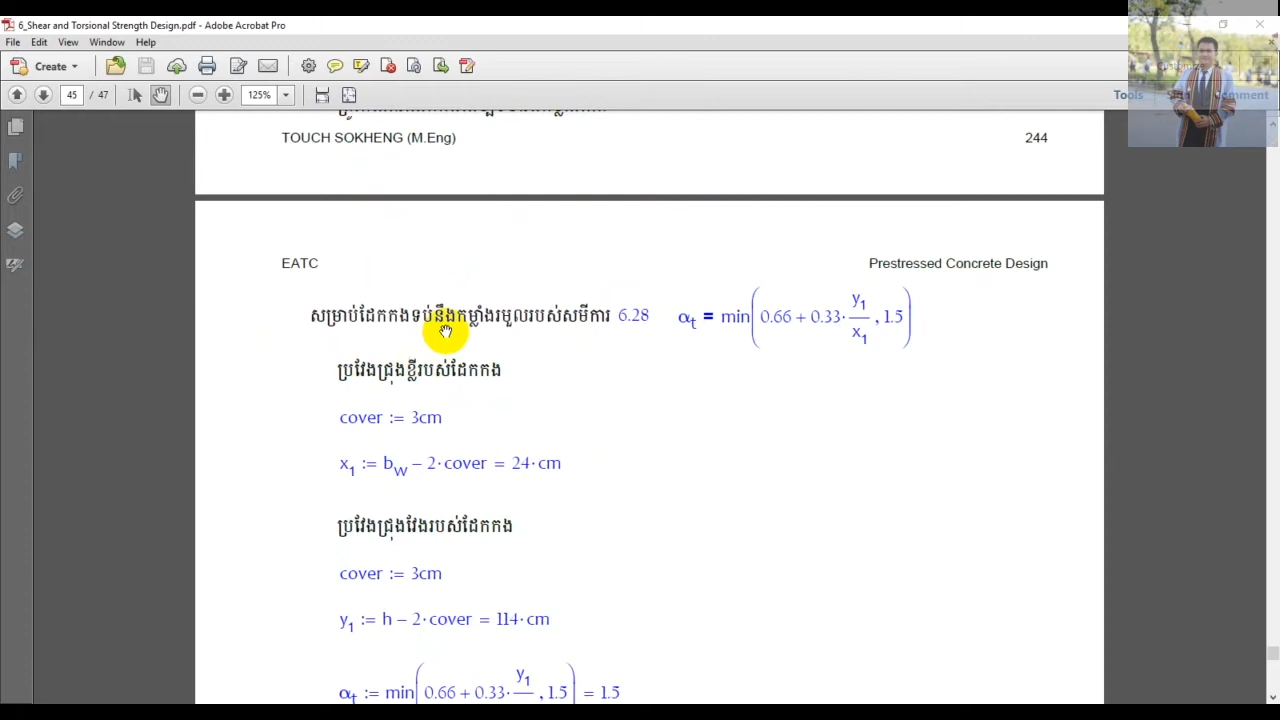 6_Shear and Torsional Strength Design.pdf - Adobe Acrobat Pro
File Edit View Window Help
Create
45 / 47 125% Tools Comment
TOUCH SOKHENG (M.Eng) 244
EATC Prestressed Concrete Design
សម្រាប់ដែកកងទប់នឹងកម្លាំងរមួលរបស់សមីការ 6.28 αt = min(0.66 + 0.33·y1/x1 , 1.5)
ប្រវែងជ្រុងខ្លីរបស់ដែកកង
cover := 3cm
x1 := bw − 2·cover = 24·cm
ប្រវែងជ្រុងវែងរបស់ដែកកង
cover := 3cm
y1 := h − 2·cover = 114·cm
αt := min(0.66 + 0.33·y1 , 1.5) = 1.5